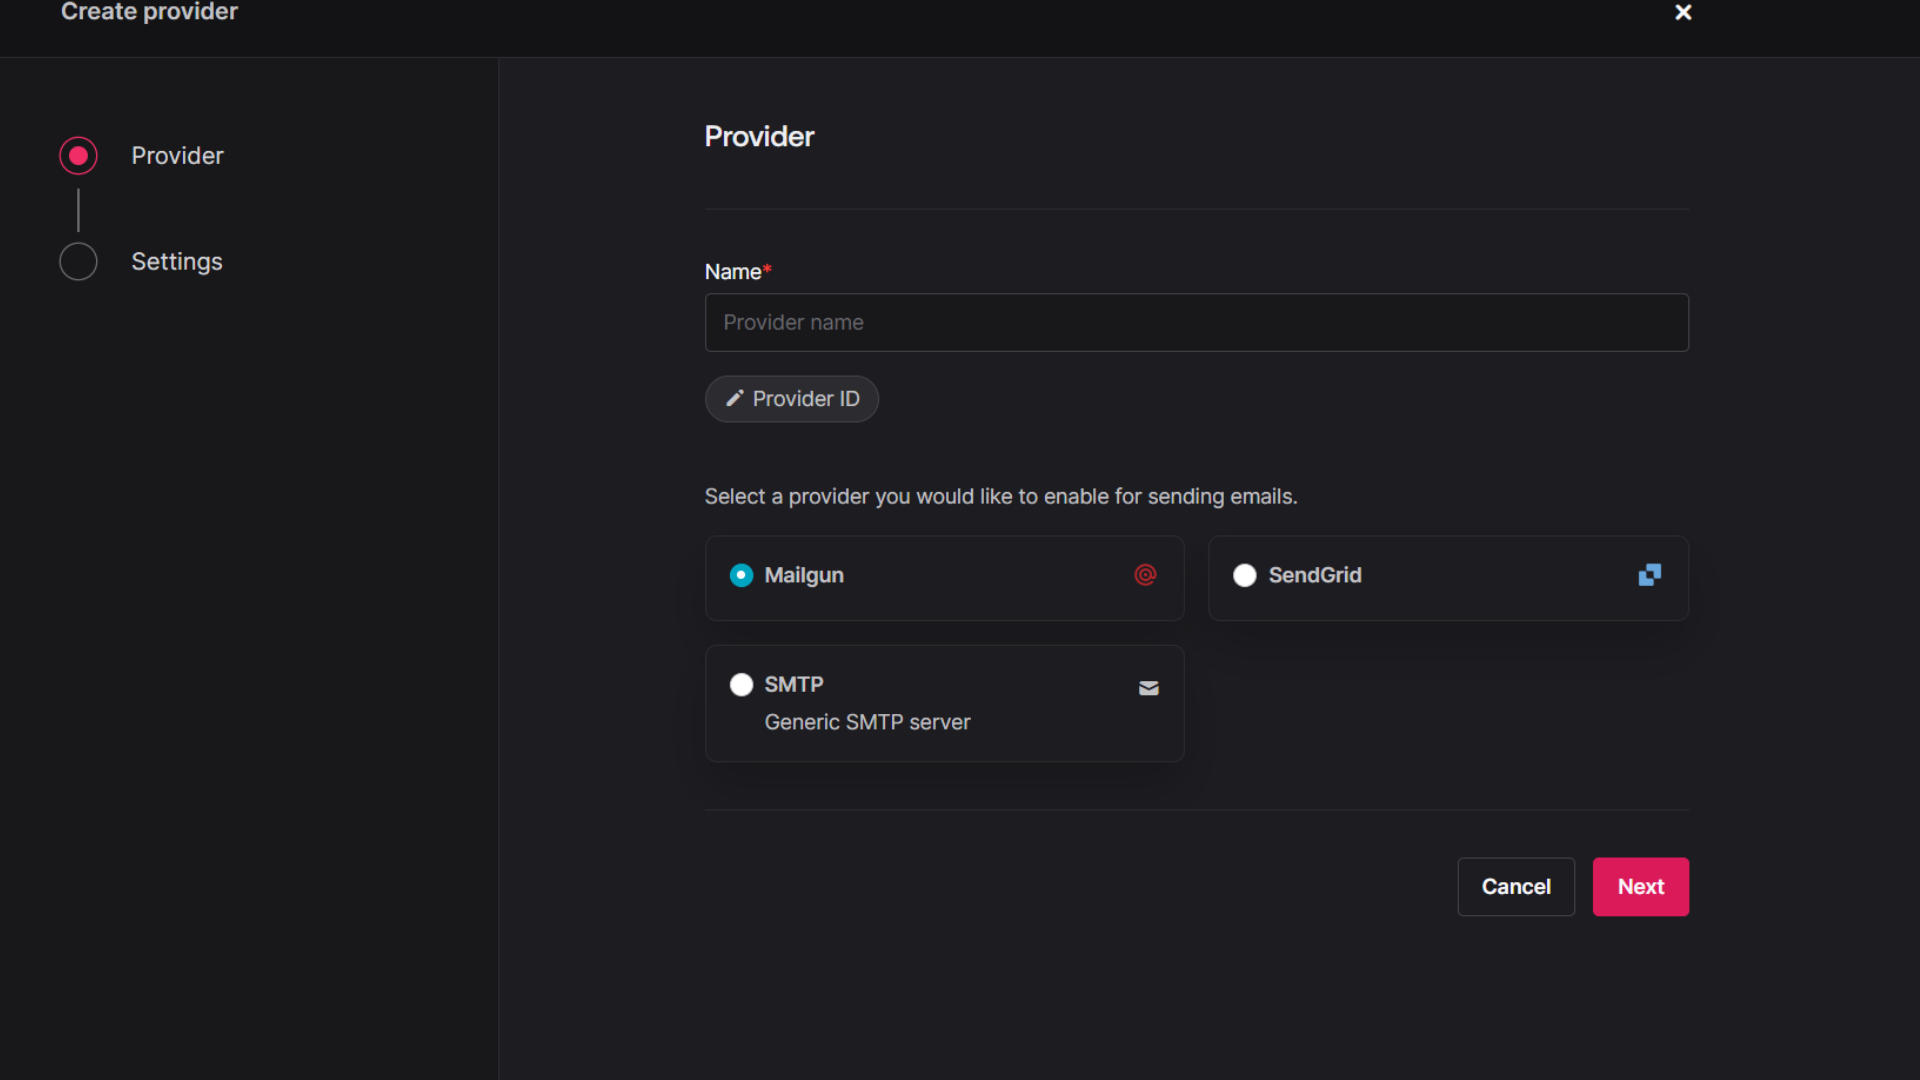 Create provider
Provider
Settings
Provider
Name*
Provider name
Provider ID
Select a provider you would like to enable for sending emails.
Mailgun
SendGrid
SMTP
Generic SMTP server
Cancel
Next